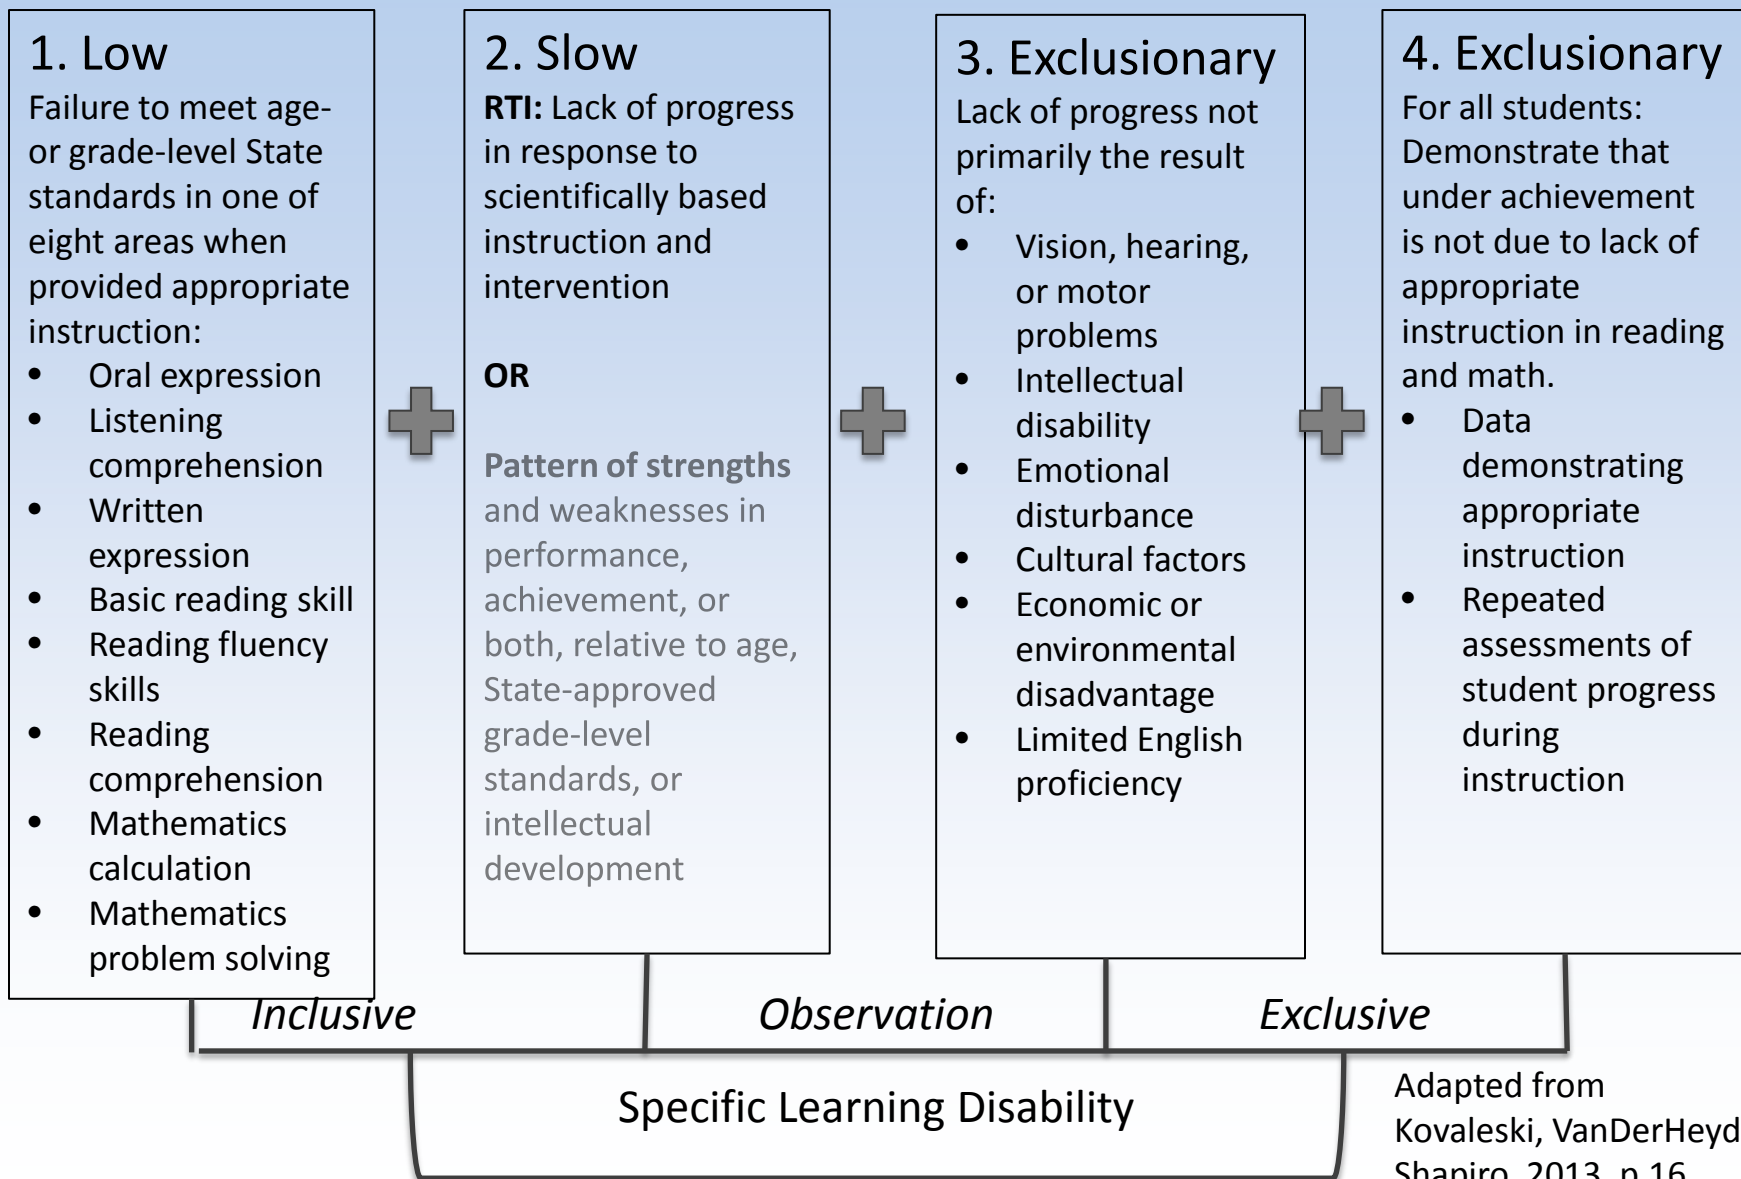 1. Low
Failure to meet age-
or grade-level State
standards in one of
eight areas when
provided appropriate
instruction:
• Oral expression
• Listening
comprehension
• Written
expression
• Basic reading skill
• Reading fluency
skills
• Reading
comprehension
• Mathematics
calculation
• Mathematics
problem solving
2. Slow
RTI: Lack of progress
in response to
scientifically based
instruction and
intervention
OR
Pattern of strengths
and weaknesses in
performance,
achievement, or
both, relative to age,
State-approved
grade-level
standards, or
intellectual
development
3. Exclusionary
Lack of progress not
primarily the result
of:
• Vision, hearing,
or motor
problems
• Intellectual
disability
• Emotional
disturbance
• Cultural factors
• Economic or
environmental
disadvantage
• Limited English
proficiency
4. Exclusionary
For all students:
Demonstrate that
under achievement
is not due to lack of
appropriate
instruction in reading
and math.
• Data
demonstrating
appropriate
instruction
• Repeated
assessments of
student progress
during
instruction
Inclusive
Observation
Exclusive
Specific Learning Disability
Adapted from
Kovaleski, VanDerHeyd
Shapiro, 2013, p.16